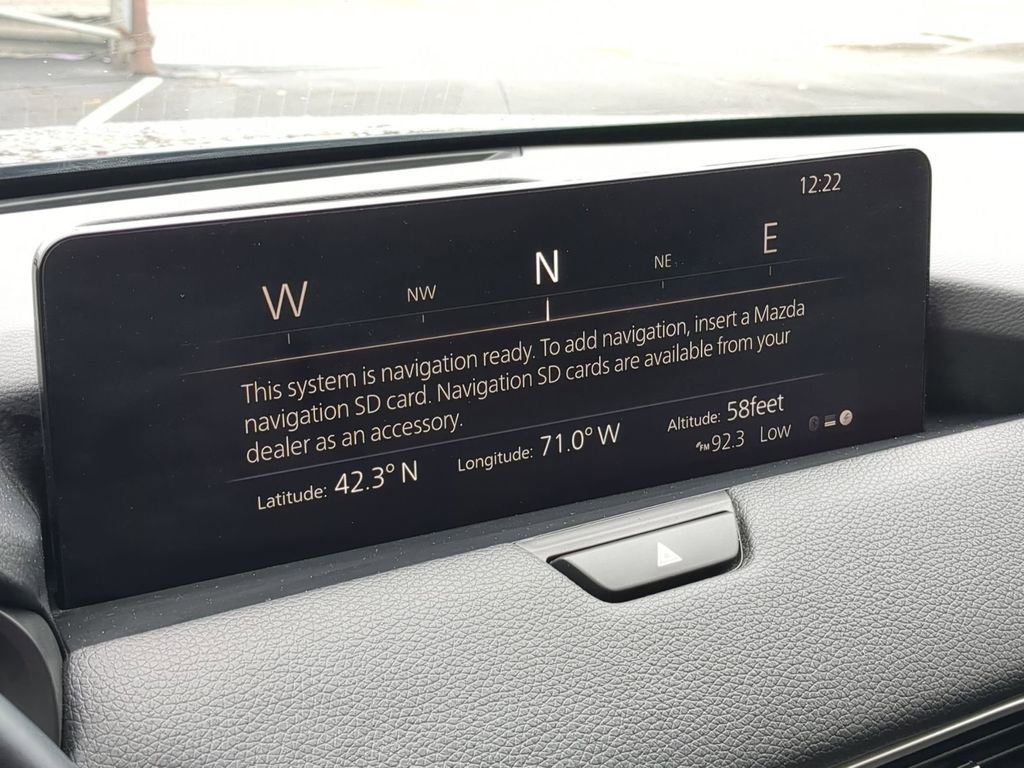 12:22
W NW N NE E
This system is navigation ready. To add navigation, insert a Mazda
navigation SD card. Navigation SD cards are available from your
dealer as an accessory.
Latitude: 42.3° N Longitude: 71.0° W Altitude: 58feet
FM 92.3 Low